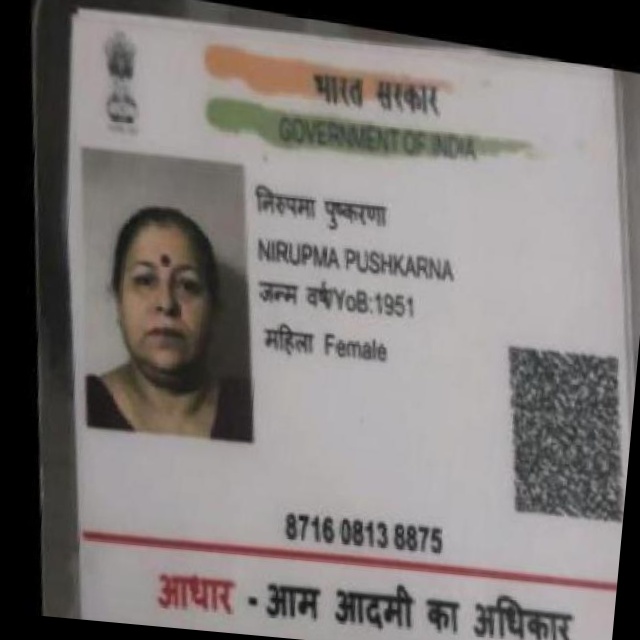 भारत सरकार
GOVERNMENT OF INDIA
निरुपमा पुष्करणा
NIRUPMA PUSHKARNA
जन्म वर्ष/YoB:1951
महिला Female
8716 0813 8875
आधार - आम आदमी का अधिकार